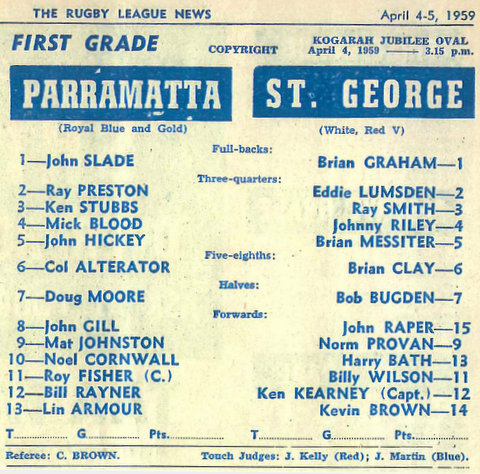 THE RUGBY LEAGUE NEWS April 4-5, 1959
FIRST GRADE COPYRIGHT KOGARAH JUBILEE OVAL
April 4, 1959 —— 3.15 p.m.
PARRAMATTA ST. GEORGE
(Royal Blue and Gold) (White, Red V)
Full-backs:
1—John SLADE Brian GRAHAM—1
Three-quarters:
2—Ray PRESTON Eddie LUMSDEN—2
3—Ken STUBBS Ray SMITH—3
4—Mick BLOOD Johnny RILEY—4
5—John HICKEY Brian MESSITER—5
Five-eighths:
6—Col ALTERATOR Brian CLAY—6
Halves:
7—Doug MOORE Bob BUGDEN—7
Forwards:
8—John GILL John RAPER—15
9—Mat JOHNSTON Norm PROVAN—9
10—Noel CORNWALL Harry BATH—13
11—Roy FISHER (C.) Billy WILSON—11
12—Bill RAYNER Ken KEARNEY (Capt.)—12
13—Lin ARMOUR Kevin BROWN—14
T............ G............ Pts............ T............ G............ Pts............
Referee: C. BROWN. Touch Judges: J. Kelly (Red); J. Martin (Blue).